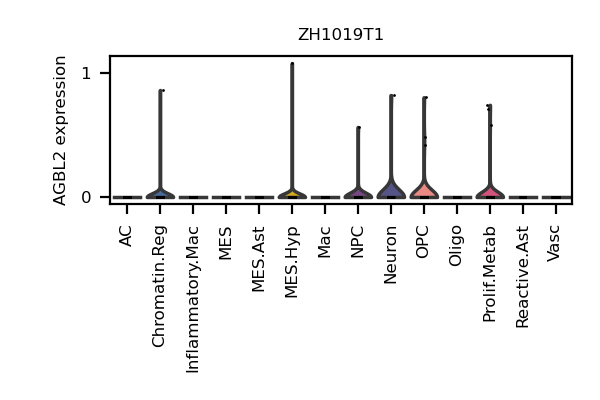 ZH1019T1
AGBL2 expression
1
0
AC
Chromatin.Reg
Inflammatory.Mac
MES
MES.Ast
MES.Hyp
Mac
NPC
Neuron
OPC
Oligo
Prolif.Metab
Reactive.Ast
Vasc